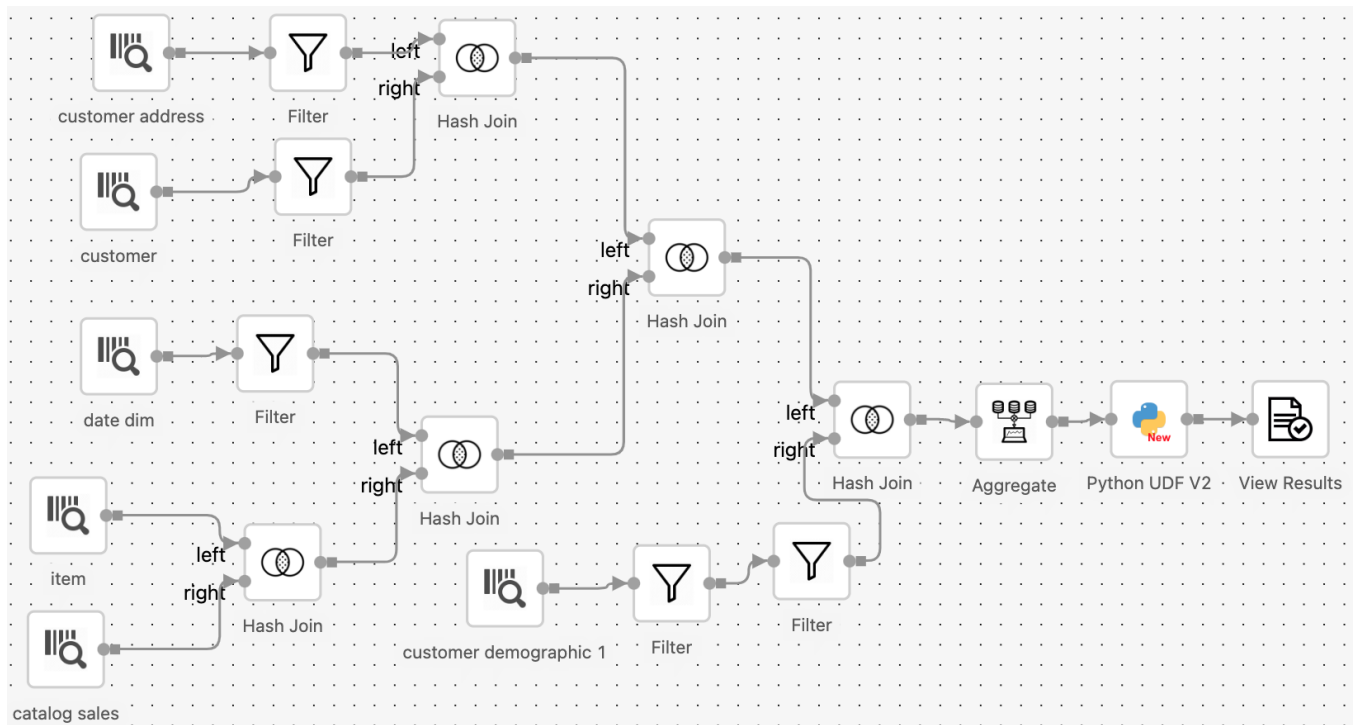 left
right
customer address
Filter
Hash Join
Filter
customer
left
right
Hash Join
date dim
Filter
left
right
Hash Join
item
left
right
Hash Join
catalog sales
customer demographic 1
Filter
Filter
left
right
Hash Join
Aggregate
New
Python UDF V2
View Results